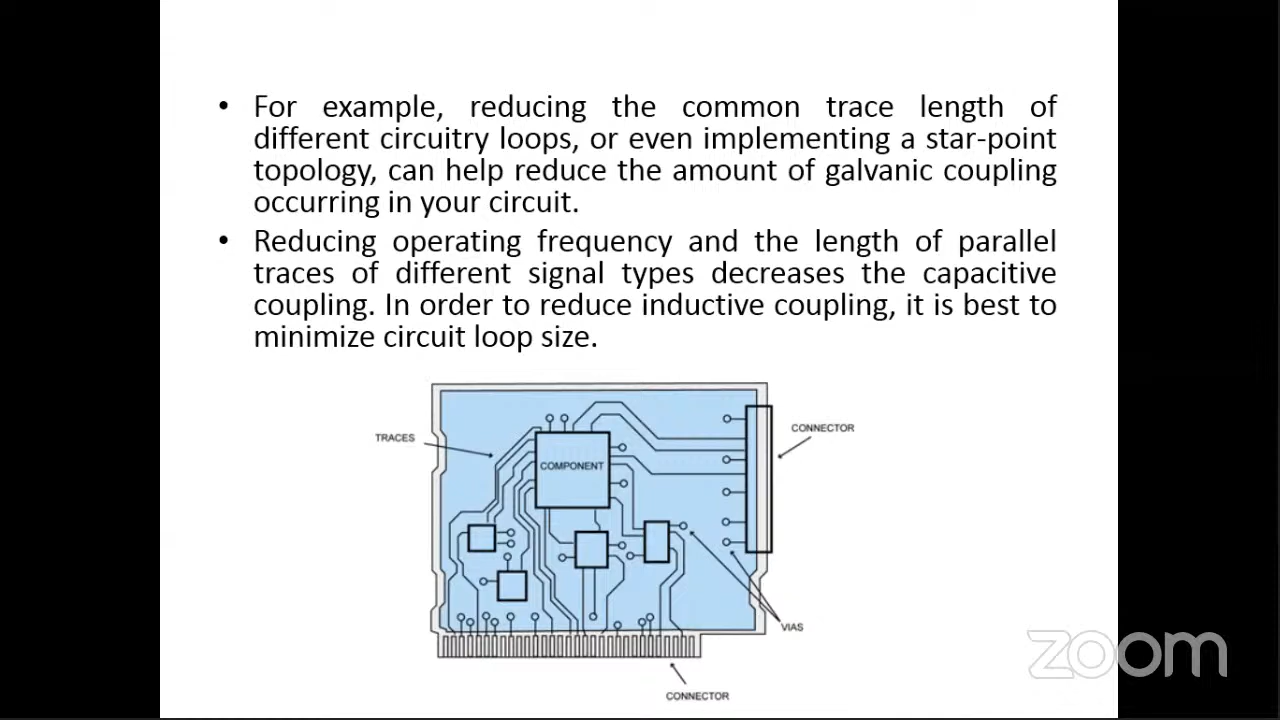 • For example, reducing the common trace length of
different circuitry loops, or even implementing a star-point
topology, can help reduce the amount of galvanic coupling
occurring in your circuit.
• Reducing operating frequency and the length of parallel
traces of different signal types decreases the capacitive
coupling. In order to reduce inductive coupling, it is best to
minimize circuit loop size.
TRACES
COMPONENT
CONNECTOR
VIAS
CONNECTOR
zoom